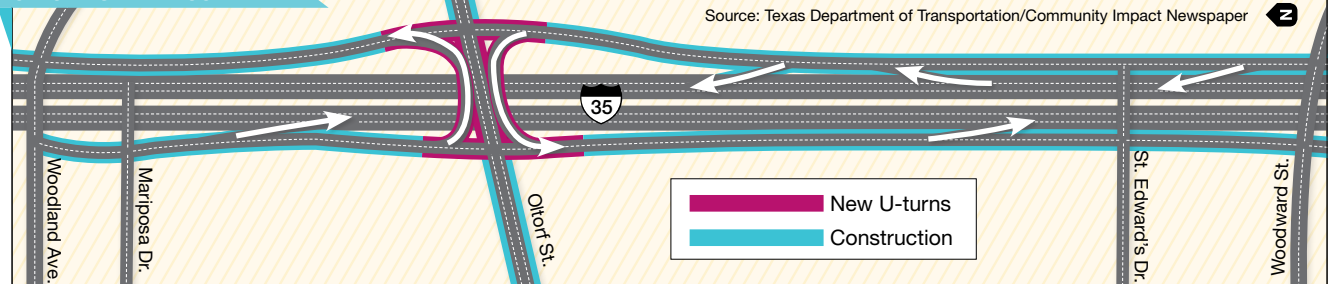 Source: Texas Department of Transportation/Community Impact Newspaper
N
35
Woodland Ave.
Mariposa Dr.
Oltorf St.
New U-turns
Construction
St. Edward's Dr.
Woodward St.